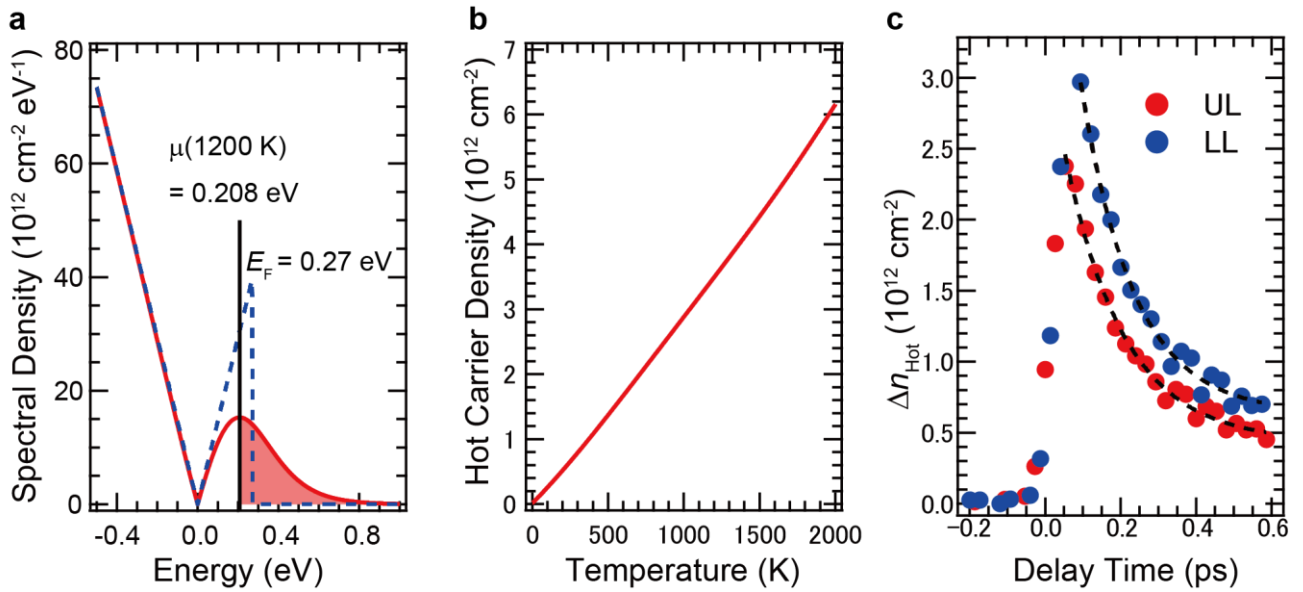 a
Spectral Density (10¹² cm⁻² eV⁻¹)
80
60
40
20
0
μ(1200 K)
= 0.208 eV
E_F = 0.27 eV
-0.4 0.0 0.4 0.8
Energy (eV)
b
Hot Carrier Density (10¹² cm⁻²)
7
6
5
4
3
2
1
0
0 500 1000 1500 2000
Temperature (K)
c
Δn_Hot (10¹² cm⁻²)
3.0
2.5
2.0
1.5
1.0
0.5
0.0
UL
LL
-0.2 0.0 0.2 0.4 0.6
Delay Time (ps)